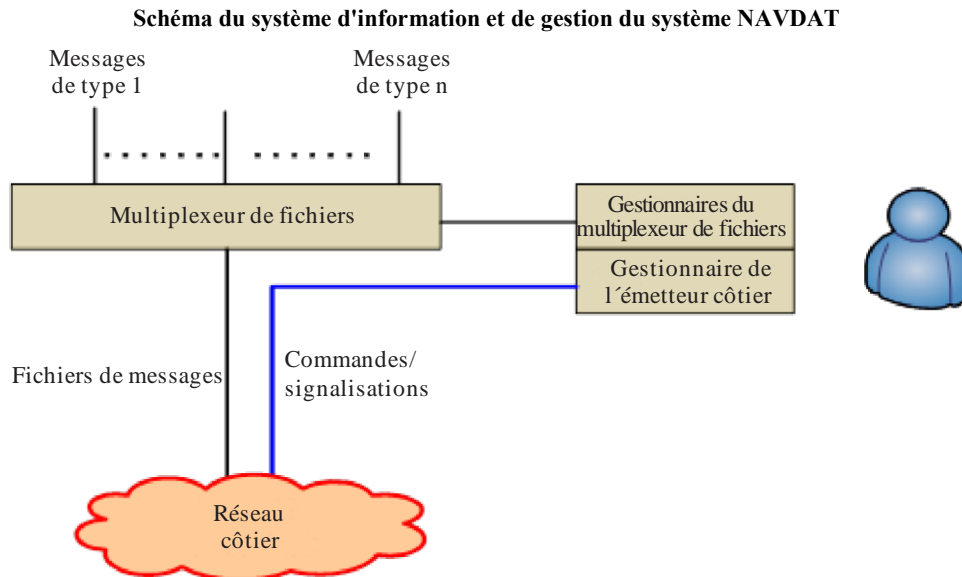 Schéma du système d'information et de gestion du système NAVDAT
Messages
de type 1
Messages
de type n
Multiplexeur de fichiers
Gestionnaires du
multiplexeur de fichiers
Gestionnaire de
l´émetteur côtier
Fichiers de messages
Commandes/
signalisations
Réseau
côtier